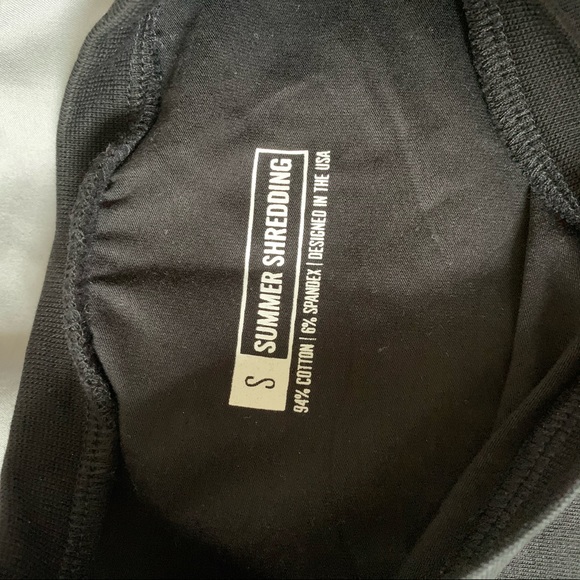 S SUMMER SHREDDING
94% COTTON | 6% SPANDEX | DESIGNED IN THE USA